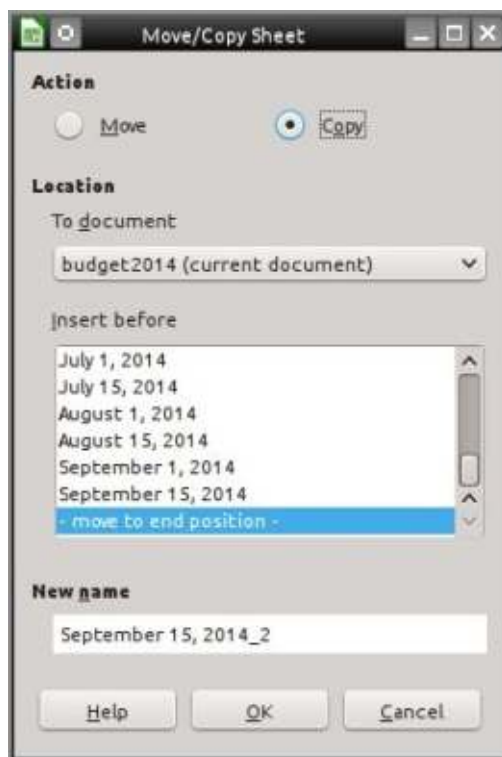 Move/Copy Sheet
Action
Move
Copy
Location
To document
budget2014 (current document)
Insert before
July 1, 2014
July 15, 2014
August 1, 2014
August 15, 2014
September 1, 2014
September 15, 2014
- move to end position -
New name
September 15, 2014_2
Help
OK
Cancel